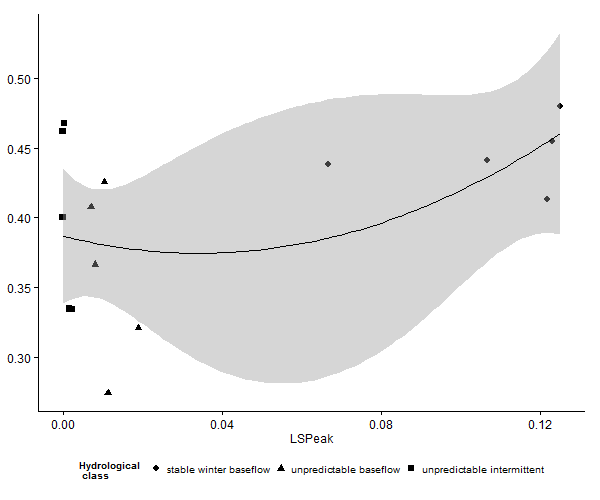 0.50
0.45
0.40
0.35
0.30
0.00 0.04 0.08 0.12
LSPeak
Hydrological
class
stable winter baseflow unpredictable baseflow unpredictable intermittent